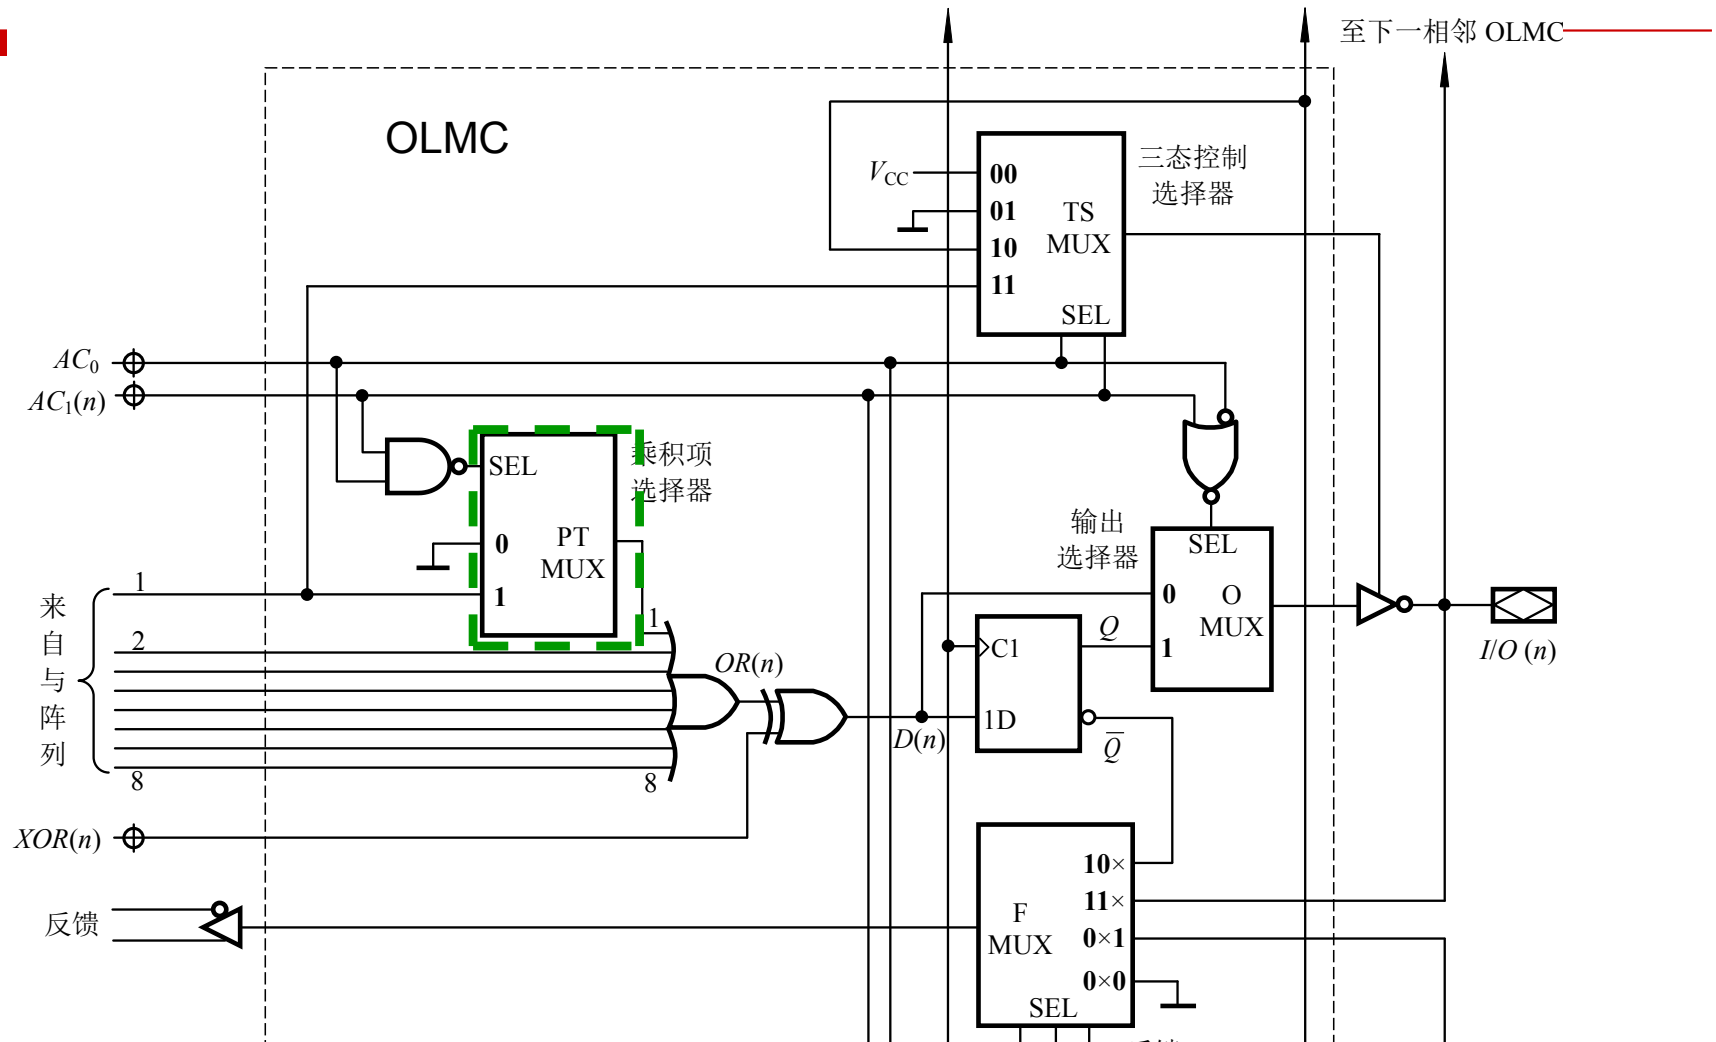 至下一相邻 OLMC
OLMC
V_CC
00
01
10
11
TS
MUX
SEL
三态控制
选择器
AC₀
AC₁(n)
SEL
0
1
PT
MUX
乘积项
选择器
输出
选择器
SEL
0
1
O
MUX
来
自
与
阵
列
1
2
8
1
8
OR(n)
D(n)
C1
1D
Q
Q̅
I/O (n)
XOR(n)
反馈
10×
11×
0×1
0×0
F
MUX
SEL